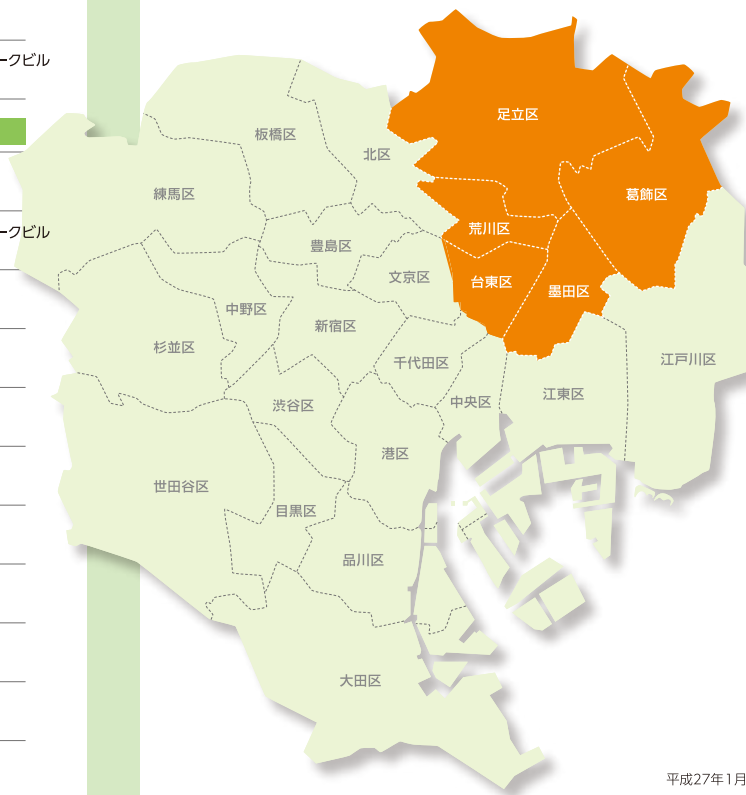 ークビル
足立区
板橋区
北区
練馬区
葛飾区
ークビル
荒川区
豊島区
文京区
台東区
墨田区
中野区
新宿区
杉並区
千代田区
江戸川区
江東区
中央区
渋谷区
港区
世田谷区
目黒区
品川区
大田区
平成27年1月